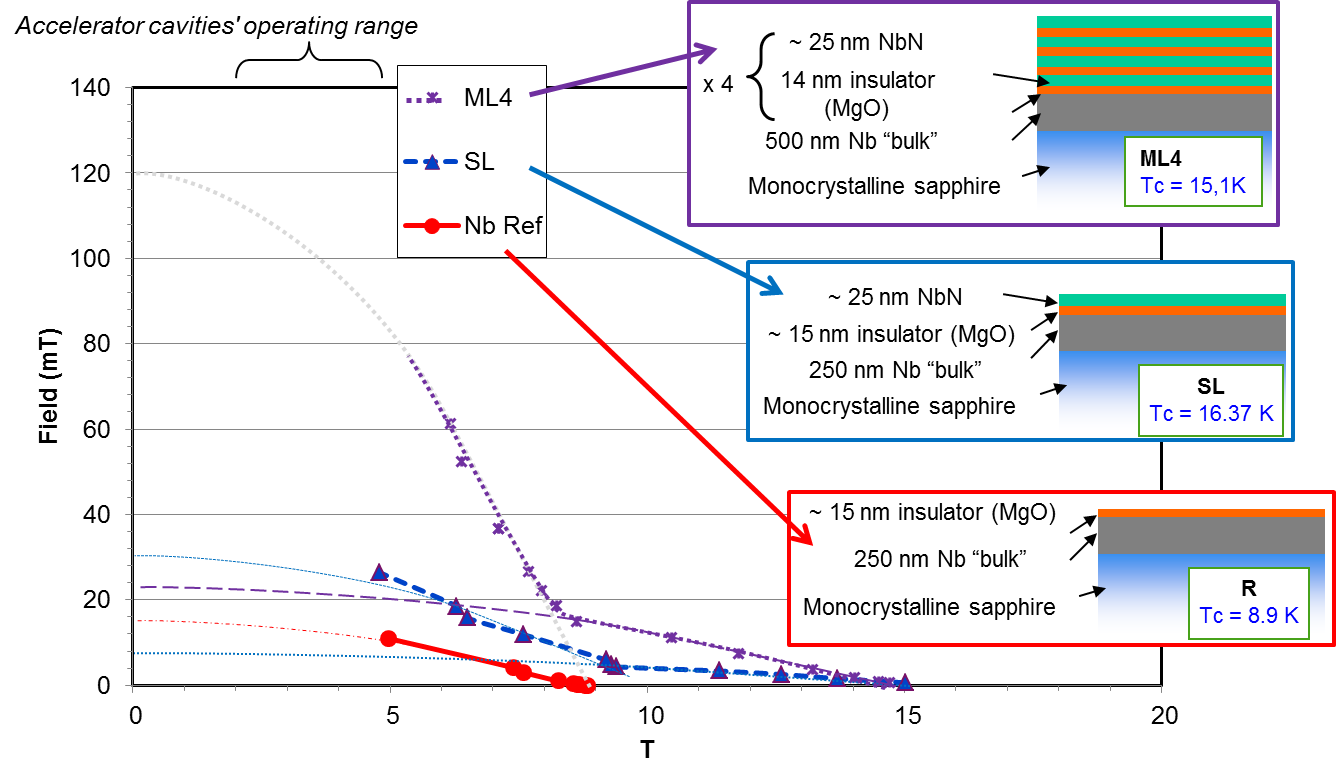 Accelerator cavities' operating range
140
120
100
80
60
40
20
0
Field (mT)
0
5
10
15
20
T
ML4
SL
Nb Ref
x 4
~ 25 nm NbN
14 nm insulator
(MgO)
500 nm Nb “bulk”
Monocrystalline sapphire
ML4
Tc = 15,1K
~ 25 nm NbN
~ 15 nm insulator (MgO)
250 nm Nb “bulk”
Monocrystalline sapphire
SL
Tc = 16.37 K
~ 15 nm insulator (MgO)
250 nm Nb “bulk”
Monocrystalline sapphire
R
Tc = 8.9 K